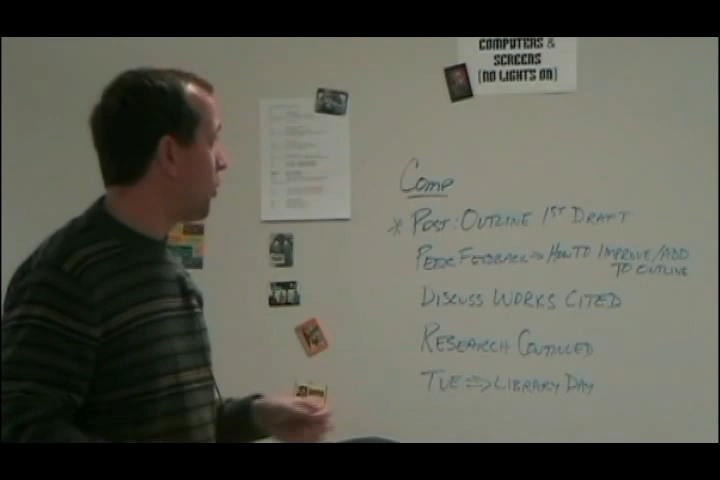 COMPUTERS &
SCREENS
(NO LIGHTS ON)
COMP
* POST: OUTLINE 1ST DRAFT
PEER FEEDBACK ⇒ HOW TO IMPROVE/ADD
TO OUTLINE
DISCUSS WORKS CITED
RESEARCH CONTINUED
TUE ⇒ LIBRARY DAY